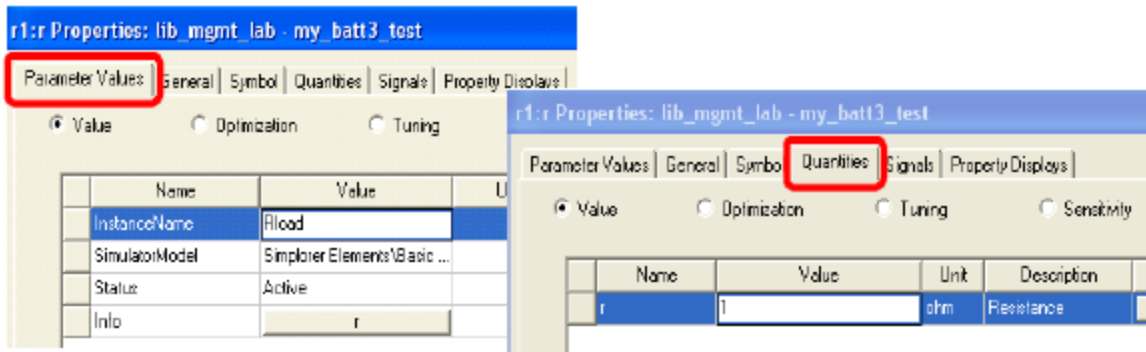 r1:r Properties: lib_mgmt_lab - my_batt3_test
Parameter Values General Symbol Quantities Signals Property Displays
Value Optimization Tuning
Name Value U
InstanceName Rload
SimulatorModel Simplorer Elements\Basic ...
Status Active
Info r
r1:r Properties: lib_mgmt_lab - my_batt3_test
Parameter Values General Symbol Quantities Signals Property Displays
Value Optimization Tuning Sensitivity
Name Value Unit Description
r 1 ohm Resistance